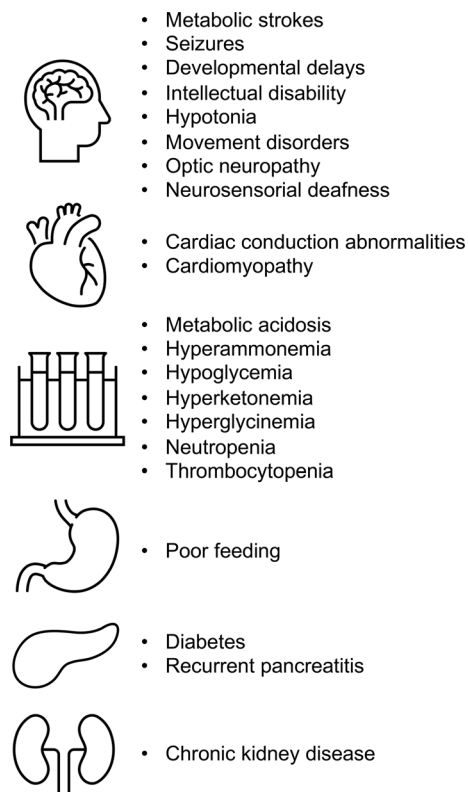 • Metabolic strokes
• Seizures
• Developmental delays
• Intellectual disability
• Hypotonia
• Movement disorders
• Optic neuropathy
• Neurosensorial deafness
• Cardiac conduction abnormalities
• Cardiomyopathy
• Metabolic acidosis
• Hyperammonemia
• Hypoglycemia
• Hyperketonemia
• Hyperglycinemia
• Neutropenia
• Thrombocytopenia
• Poor feeding
• Diabetes
• Recurrent pancreatitis
• Chronic kidney disease